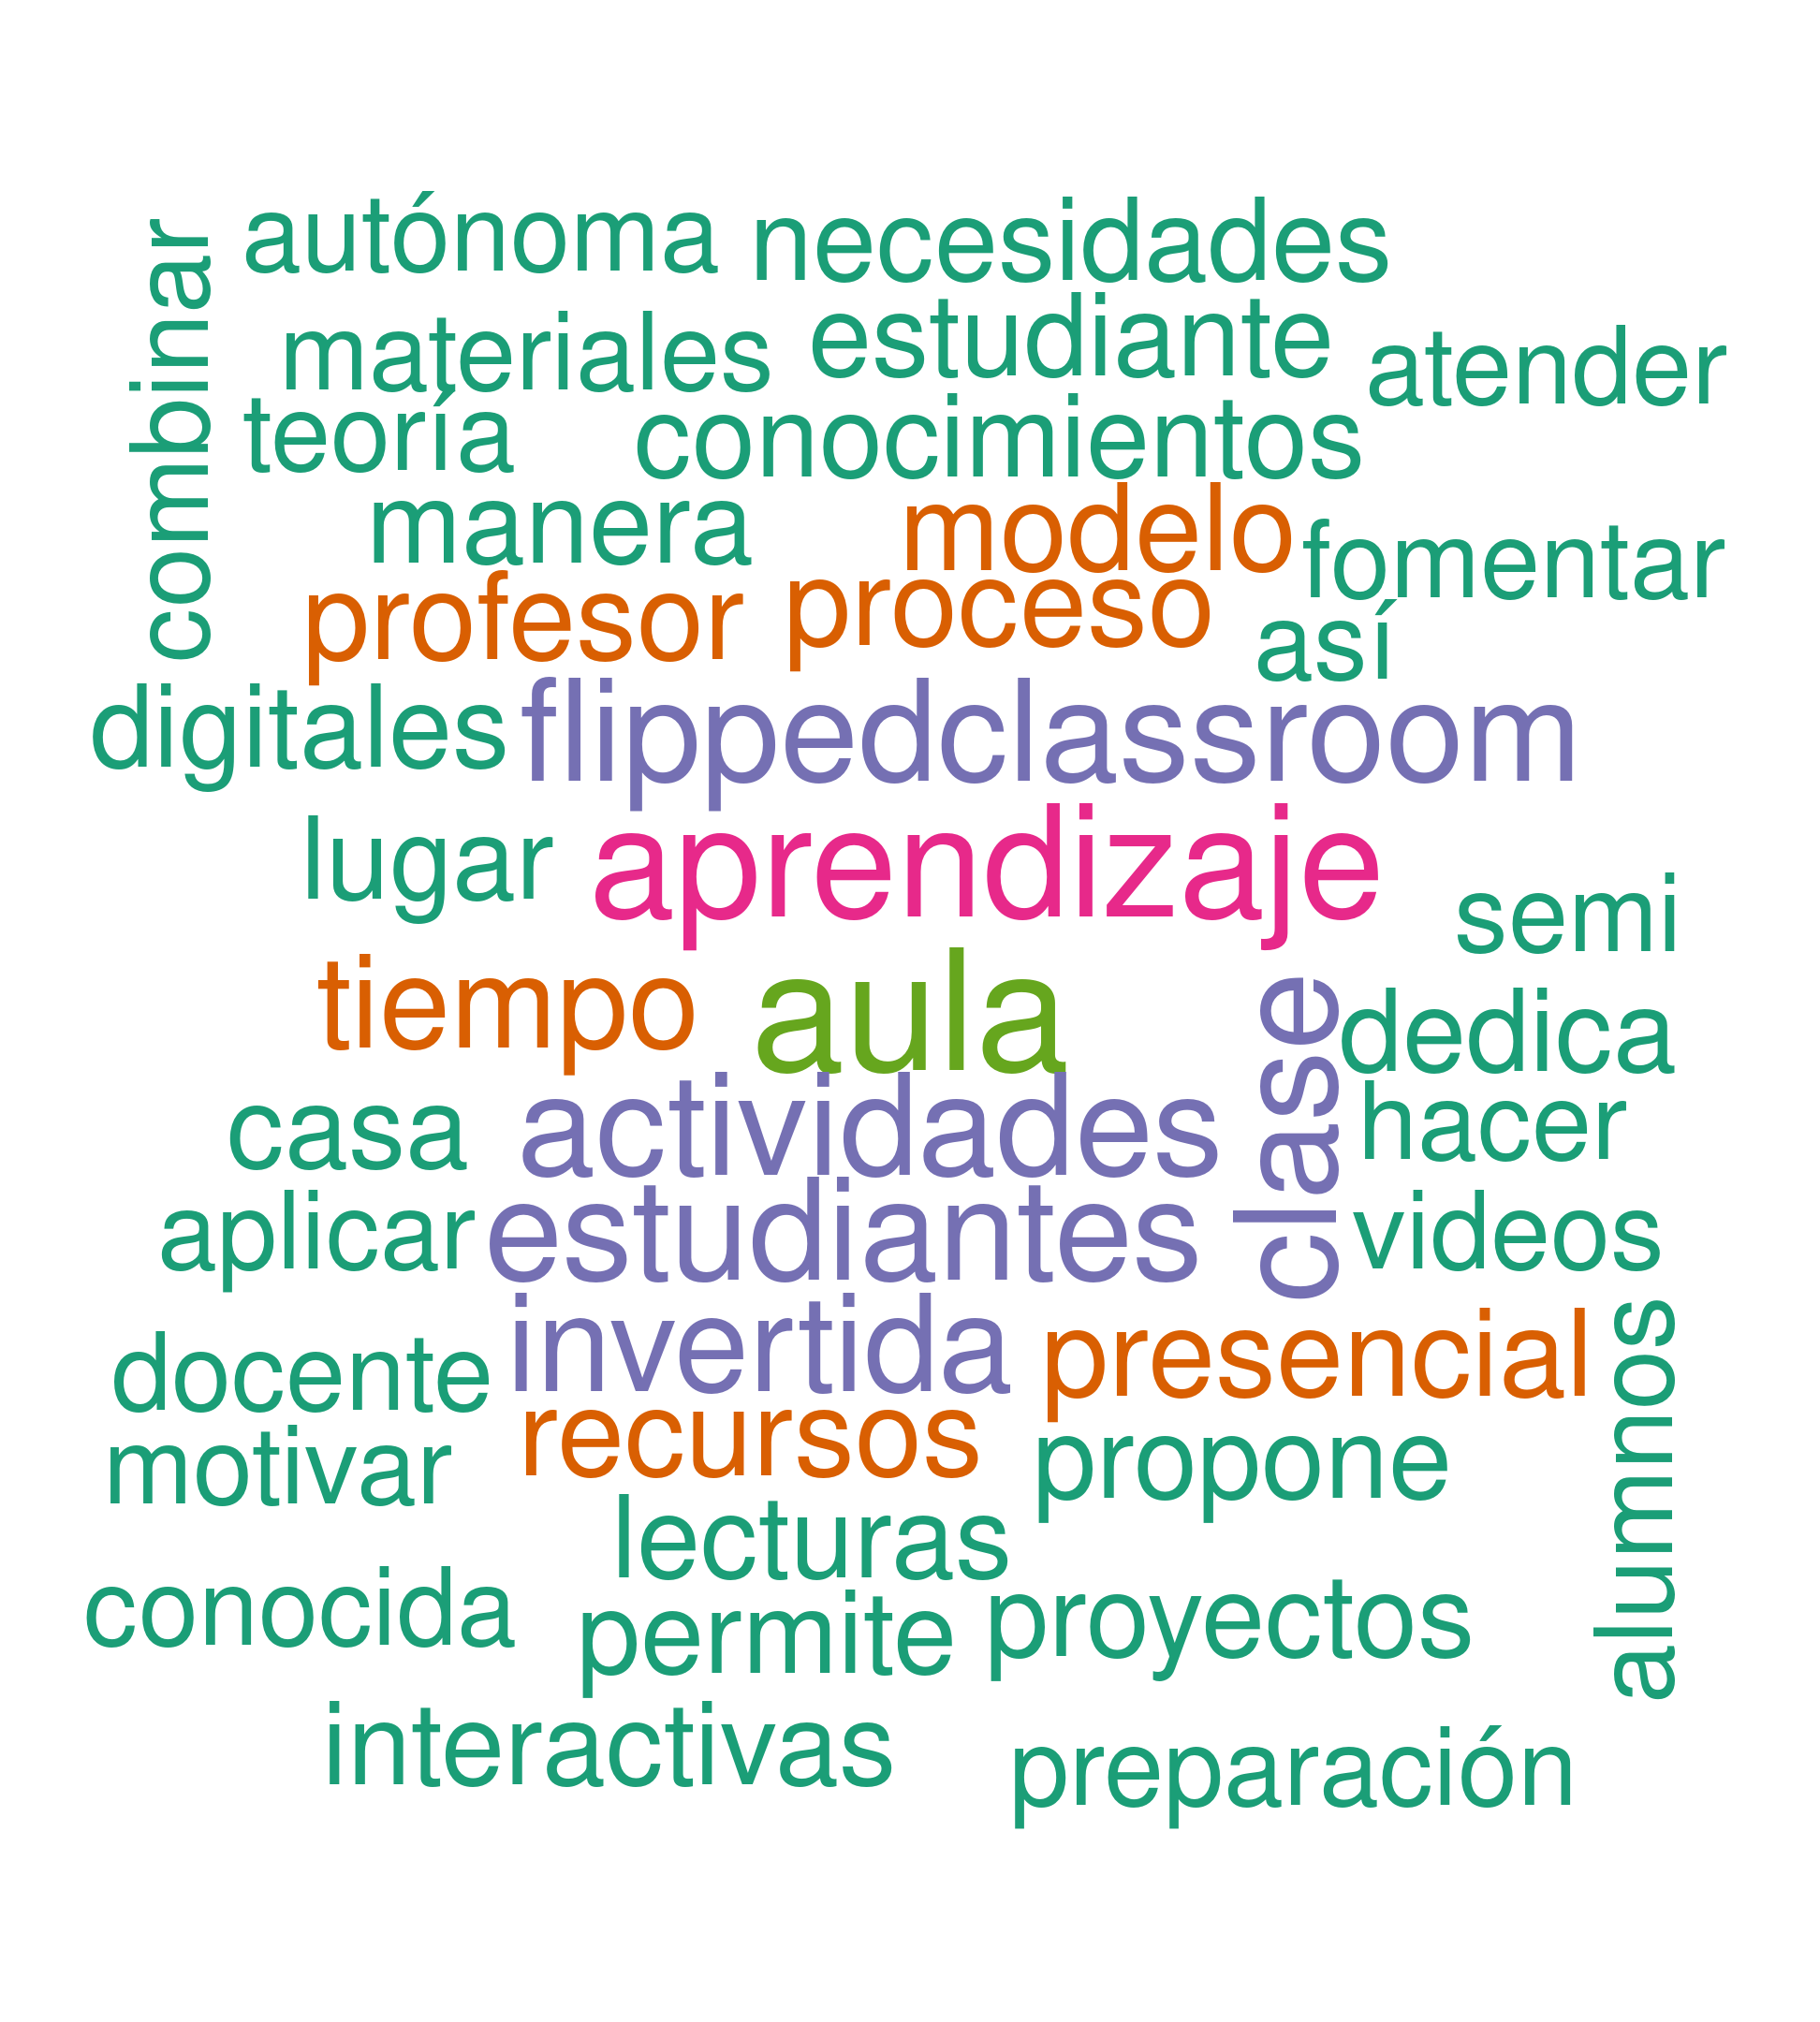 combinar
autónoma necesidades
materiales estudiante atender
teoría conocimientos
manera modelo fomentar
profesor proceso así
digitales flippedclassroom
lugar aprendizaje semi
tiempo aula clase dedica
casa actividades hacer
aplicar estudiantes videos
docente invertida presencial alumnos
motivar recursos propone
lecturas
conocida permite proyectos
interactivas preparación